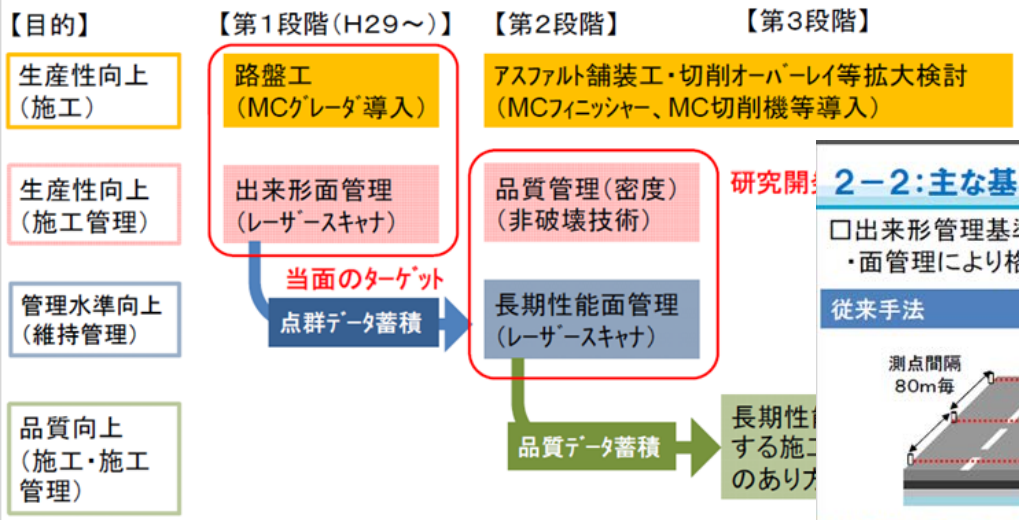 【目的】
【第1段階(H29～)】
【第2段階】
【第3段階】
生産性向上
(施工)
路盤工
(MCグレーダ導入)
アスファルト舗装工・切削オーバーレイ等拡大検討
(MCフィニッシャー、MC切削機等導入)
生産性向上
(施工管理)
出来形面管理
(レーザースキャナ)
品質管理(密度)
(非破壊技術)
研究開
当面のターゲット
管理水準向上
(維持管理)
点群データ蓄積
長期性能面管理
(レーザースキャナ)
品質向上
(施工・施工
管理)
品質データ蓄積
長期性
する施工
のあり方
2－2:主な基
□出来形管理基準
・面管理により格
従来手法
測点間隔
80m毎